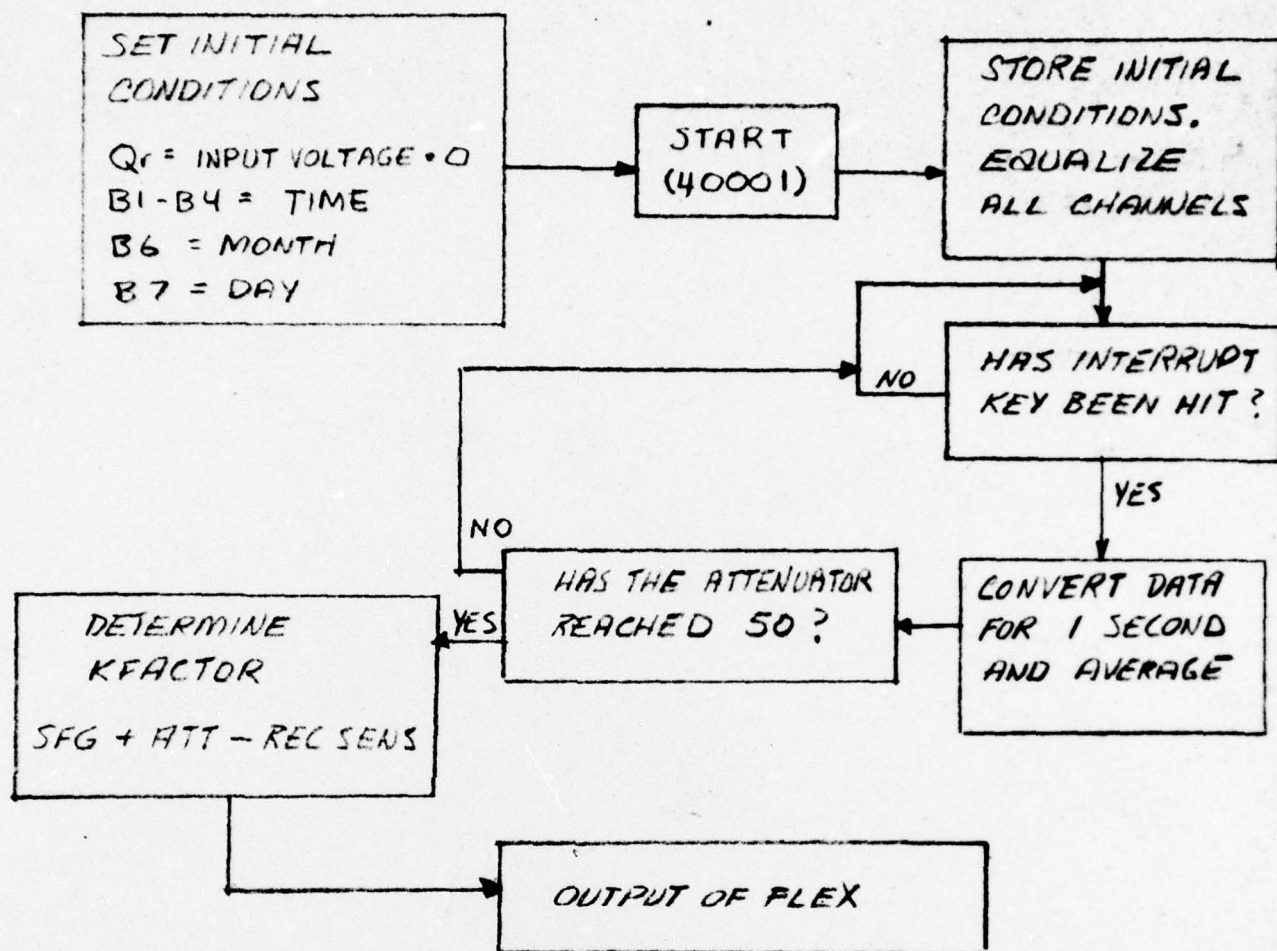 SET INITIAL
CONDITIONS
Qr = INPUT VOLTAGE • 0
B1 - B4 = TIME
B6 = MONTH
B7 = DAY
START
(40001)
STORE INITIAL
CONDITIONS.
EQUALIZE
ALL CHANNELS
HAS INTERRUPT
KEY BEEN HIT?
NO
YES
CONVERT DATA
FOR 1 SECOND
AND AVERAGE
HAS THE ATTENUATOR
REACHED 50?
NO
YES
DETERMINE
KFACTOR
SFG + ATT - REC SENS
OUTPUT OF FLEX